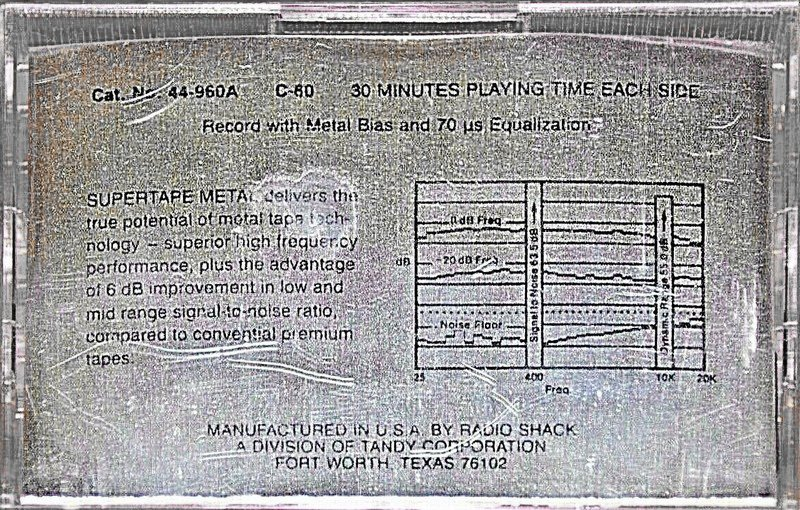 Cat. No. 44-960A C-60 30 MINUTES PLAYING TIME EACH SIDE
Record with Metal Bias and 70 µs Equalization
SUPERTAPE METAL delivers the
true potential of metal tape tech-
nology – superior high frequency
performance, plus the advantage
of 6 dB improvement in low and
mid range signal-to-noise ratio,
compared to convential premium
tapes.
0 dB Freq
dB
-20 dB Freq
Noise Floor
Signal to Noise 63.5 dB
Dynamic Range 55.0 dB
25 400 10K 20K
Freq
MANUFACTURED IN U.S.A. BY RADIO SHACK
A DIVISION OF TANDY CORPORATION
FORT WORTH, TEXAS 76102